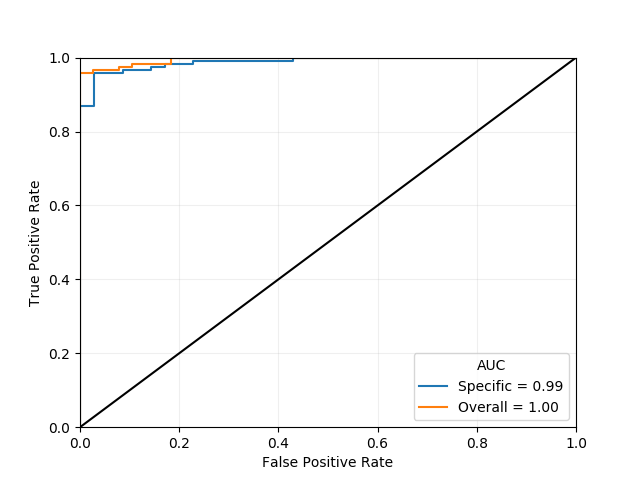 1.0
0.8
0.6
0.4
0.2
0.0
True Positive Rate
AUC
Specific = 0.99
Overall = 1.00
0.0 0.2 0.4 0.6 0.8 1.0
False Positive Rate